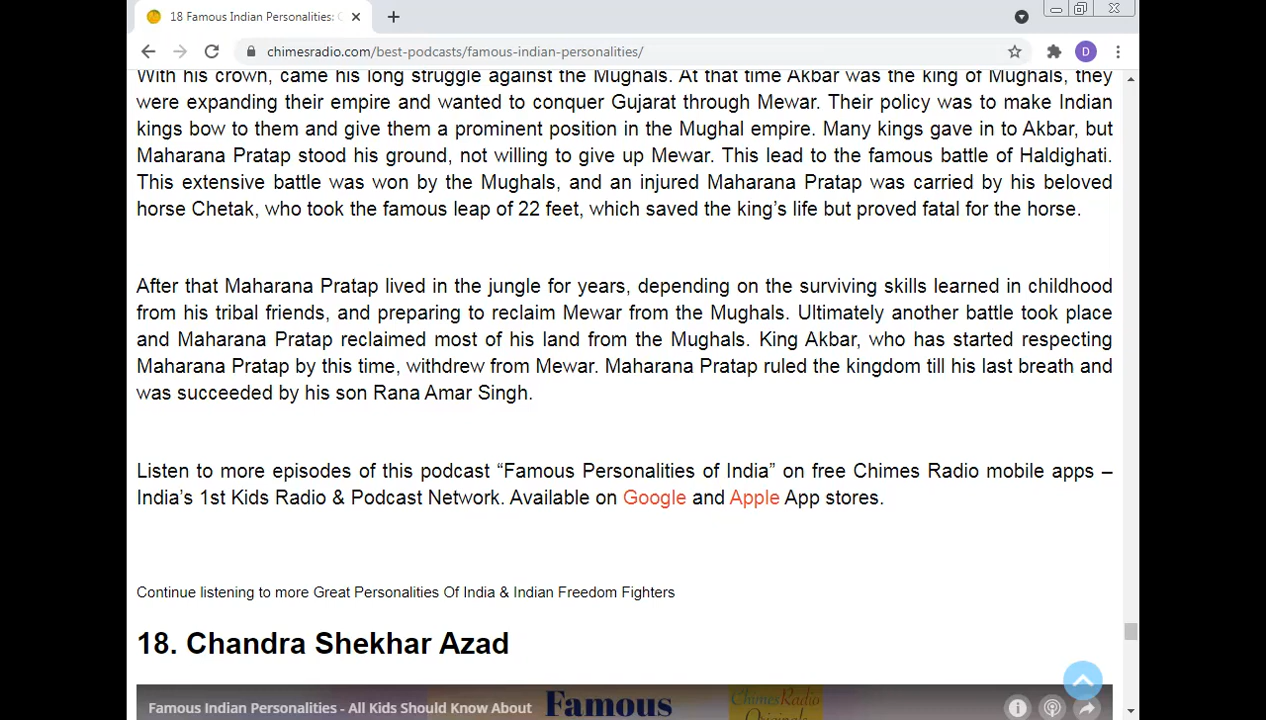 18 Famous Indian Personalities:
chimesradio.com/best-podcasts/famous-indian-personalities/
D
With his crown, came his long struggle against the Mughals. At that time Akbar was the king of Mughals, they
were expanding their empire and wanted to conquer Gujarat through Mewar. Their policy was to make Indian
kings bow to them and give them a prominent position in the Mughal empire. Many kings gave in to Akbar, but
Maharana Pratap stood his ground, not willing to give up Mewar. This lead to the famous battle of Haldighati.
This extensive battle was won by the Mughals, and an injured Maharana Pratap was carried by his beloved
horse Chetak, who took the famous leap of 22 feet, which saved the king’s life but proved fatal for the horse.
After that Maharana Pratap lived in the jungle for years, depending on the surviving skills learned in childhood
from his tribal friends, and preparing to reclaim Mewar from the Mughals. Ultimately another battle took place
and Maharana Pratap reclaimed most of his land from the Mughals. King Akbar, who has started respecting
Maharana Pratap by this time, withdrew from Mewar. Maharana Pratap ruled the kingdom till his last breath and
was succeeded by his son Rana Amar Singh.
Listen to more episodes of this podcast “Famous Personalities of India” on free Chimes Radio mobile apps –
India’s 1st Kids Radio & Podcast Network. Available on Google and Apple App stores.
Continue listening to more Great Personalities Of India & Indian Freedom Fighters
18. Chandra Shekhar Azad
Famous Indian Personalities - All Kids Should Know About
Famous
ChimesRadio
Originals